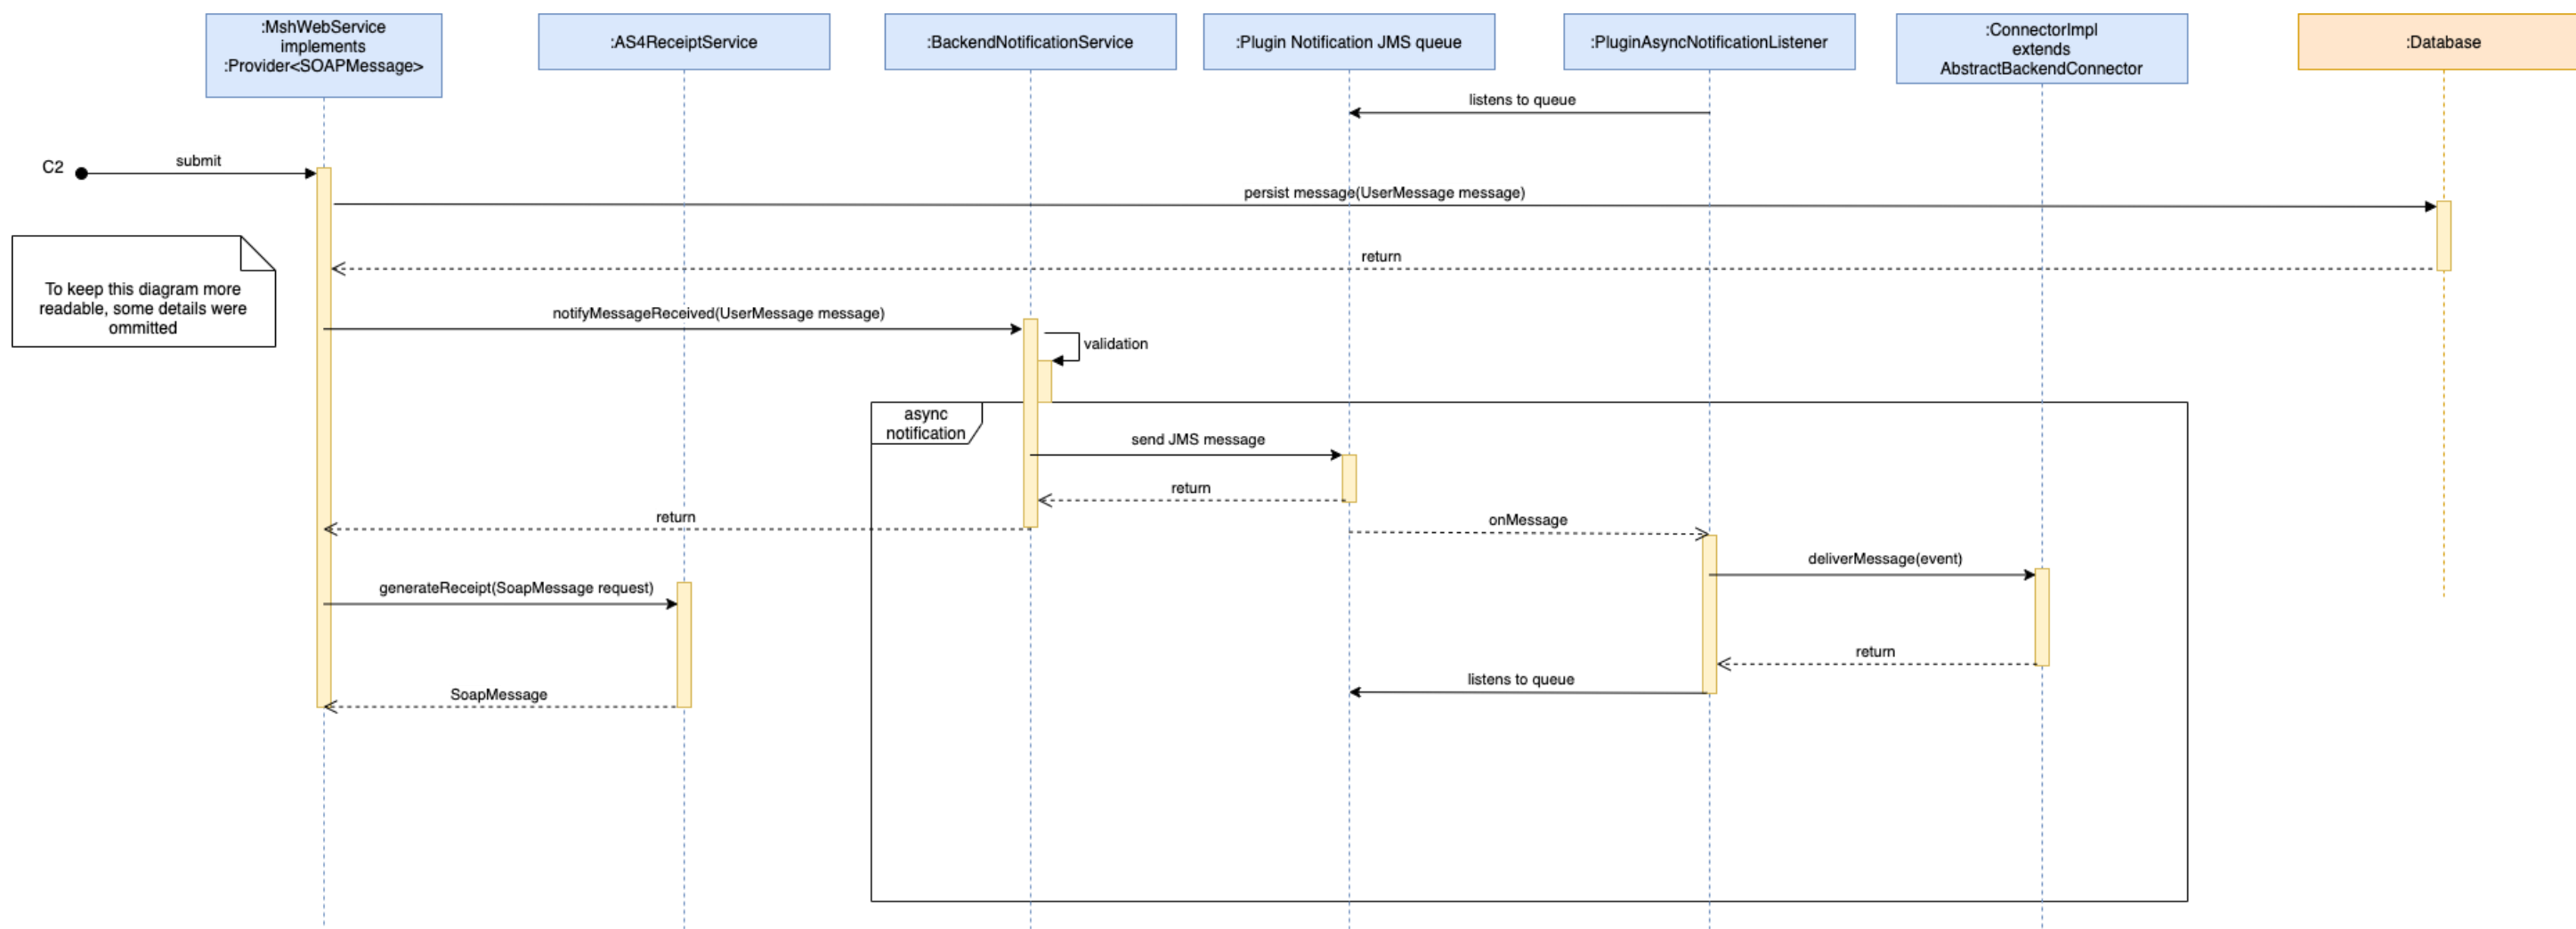 :MshWebService
implements
:Provider<SOAPMessage>
:AS4ReceiptService
:BackendNotificationService
:Plugin Notification JMS queue
:PluginAsyncNotificationListener
:ConnectorImpl
extends
AbstractBackendConnector
:Database
listens to queue
C2
submit
persist message(UserMessage message)
return
To keep this diagram more
readable, some details were
ommitted
notifyMessageReceived(UserMessage message)
validation
async
notification
send JMS message
return
return
onMessage
deliverMessage(event)
generateReceipt(SoapMessage request)
return
listens to queue
SoapMessage